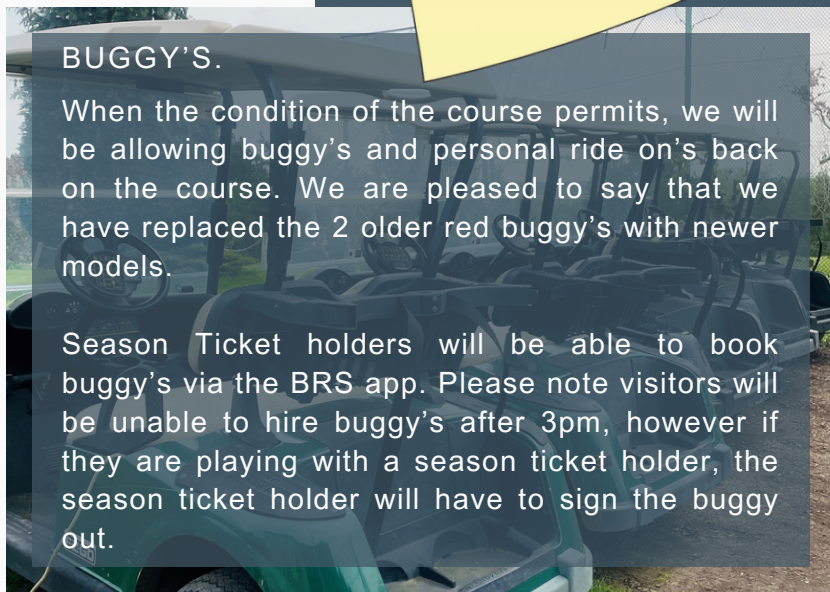 BUGGY'S.
When the condition of the course permits, we will
be allowing buggy's and personal ride on's back
on the course. We are pleased to say that we
have replaced the 2 older red buggy's with newer
models.
Season Ticket holders will be able to book
buggy's via the BRS app. Please note visitors will
be unable to hire buggy's after 3pm, however if
they are playing with a season ticket holder, the
season ticket holder will have to sign the buggy
out.